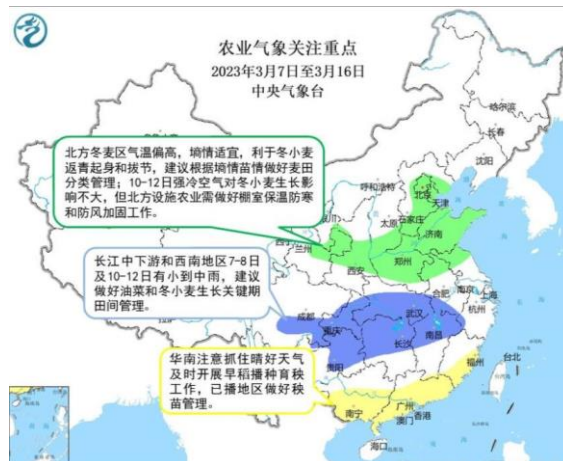 农业气象关注重点
2023年3月7日至3月16日
中央气象台
哈尔滨
长春
沈阳
北方冬麦区气温偏高，墒情适宜，利于冬小麦
返青起身和拔节，建议根据墒情苗情做好麦田
分类管理；10-12日强冷空气对冬小麦生长影
响不大，但北方设施农业需做好棚室保温防寒
和防风加固工作。
呼和浩特
北京
天津
石家庄
太原
济南
兰州
西安
郑州
长江中下游和西南地区7-8日
及10-12日有小到中雨，建议
做好油菜和冬小麦生长关键期
田间管理。
合肥
南京
上海
杭州
成都
武汉
重庆
南昌
长沙
贵阳
华南注意抓住晴好天气
及时开展早稻播种育秧
工作，已播地区做好秧
苗管理。
福州
台北
南宁
广州
香港
澳门
海口